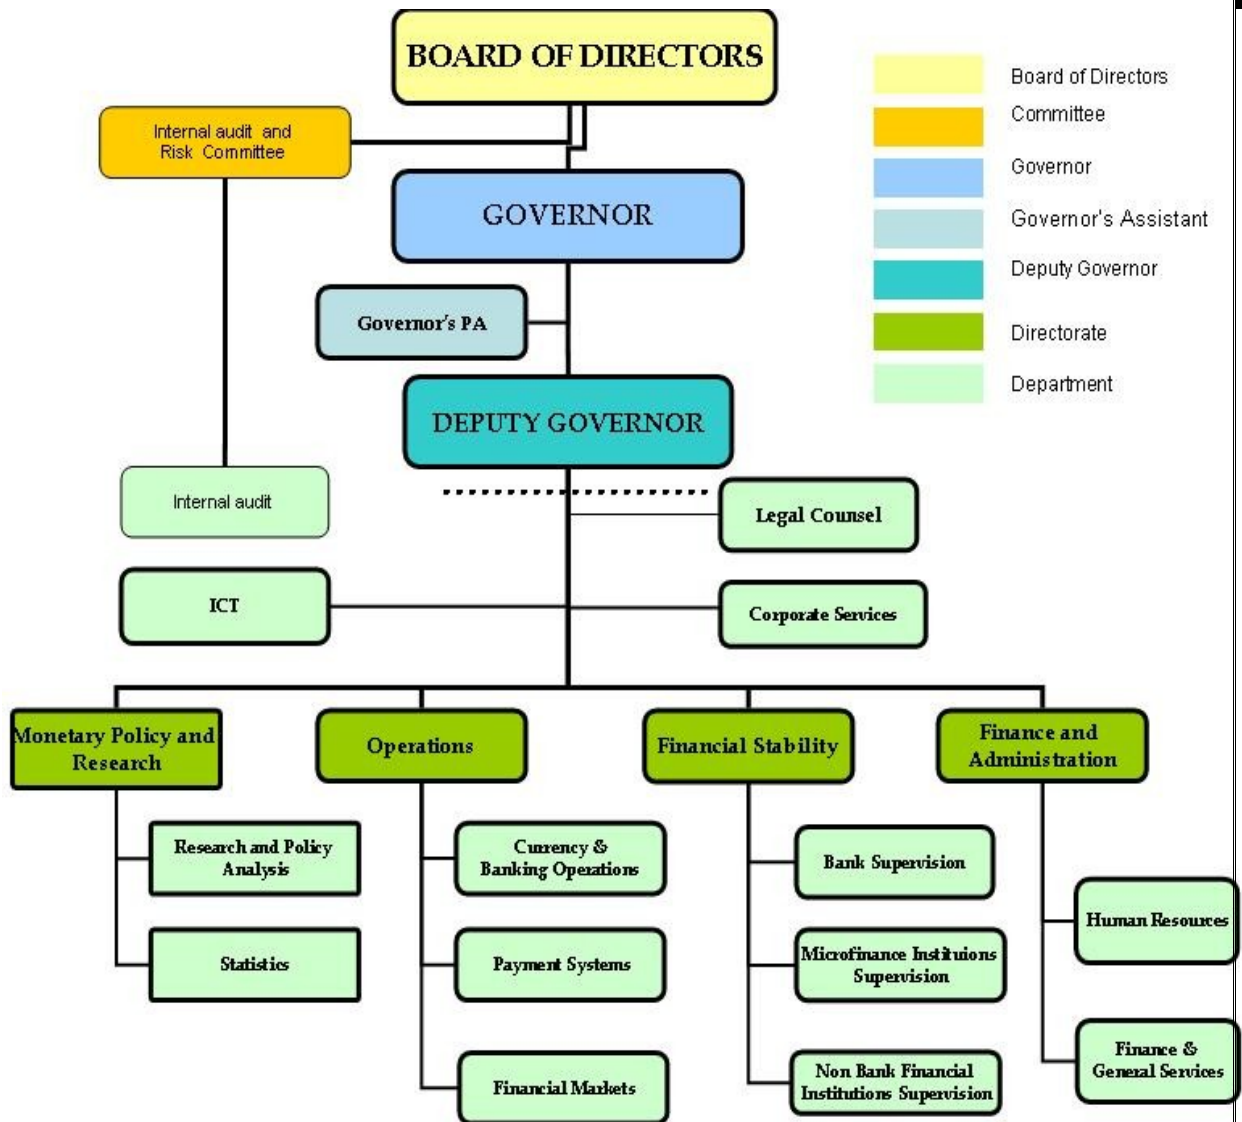 BOARD OF DIRECTORS
Board of Directors
Committee
Internal audit and
Risk Committee
Governor
GOVERNOR
Governor's Assistant
Deputy Governor
Governor's PA
Directorate
Department
DEPUTY GOVERNOR
Internal audit
Legal Counsel
ICT
Corporate Services
Monetary Policy and
Research
Operations
Financial Stability
Finance and
Administration
Research and Policy
Analysis
Currency &
Banking Operations
Bank Supervision
Human Resources
Statistics
Payment Systems
Microfinance Instituions
Supervision
Financial Markets
Non Bank Financial
Institutions Supervision
Finance &
General Services